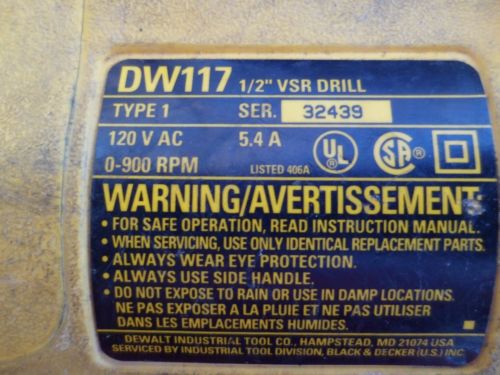 DW117 1/2" VSR DRILL
TYPE 1 SER. 32439
120 V AC 5.4 A
0-900 RPM LISTED 406A
UL SA
WARNING/AVERTISSEMENT
• FOR SAFE OPERATION, READ INSTRUCTION MANUAL.
• WHEN SERVICING, USE ONLY IDENTICAL REPLACEMENT PARTS.
• ALWAYS WEAR EYE PROTECTION.
• ALWAYS USE SIDE HANDLE.
• DO NOT EXPOSE TO RAIN OR USE IN DAMP LOCATIONS.
NE PAS EXPOSER A LA PLUIE ET NE PAS UTILISER
DANS LES EMPLACEMENTS HUMIDES.
DEWALT INDUSTRIAL TOOL CO., HAMPSTEAD, MD 21074 USA
SERVICED BY INDUSTRIAL TOOL DIVISION, BLACK & DECKER (U.S.) INC